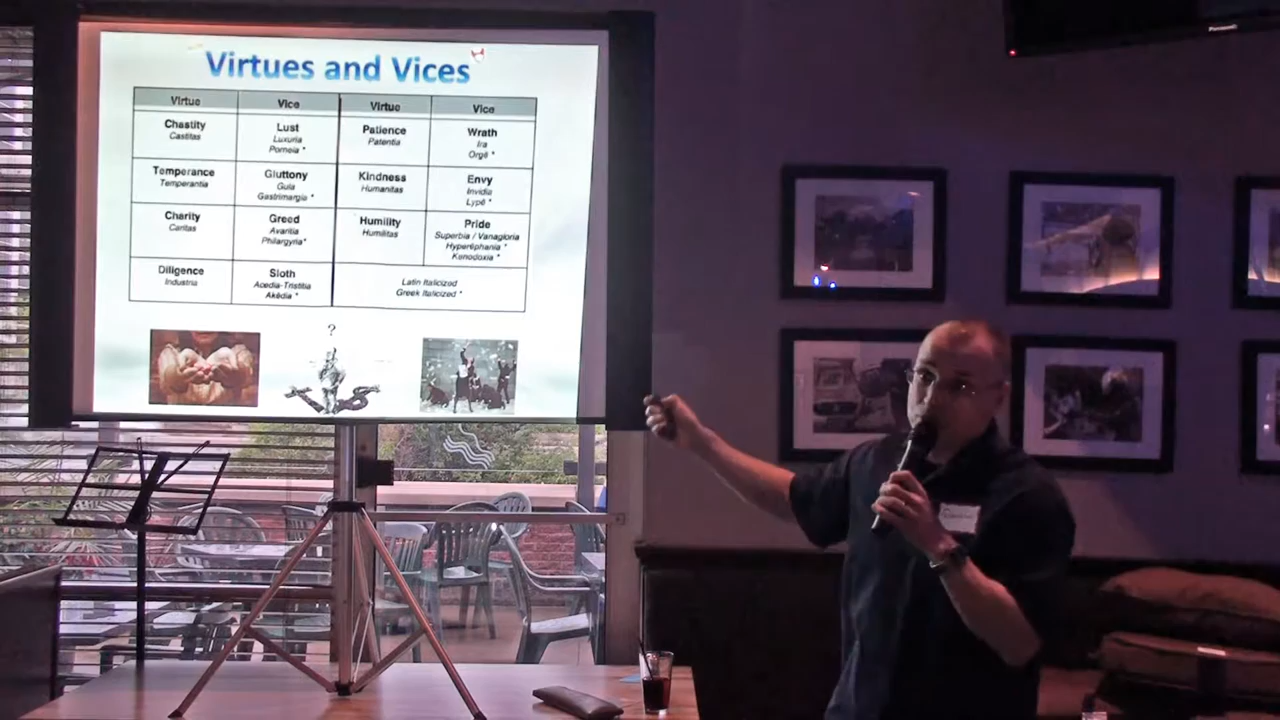 Virtues and Vices
Virtue Vice Virtue Vice
Chastity Lust Patience Wrath
Castitas Luxuria Patentia Ira
Porneia * Orgē *
Temperance Gluttony Kindness Envy
Temperantia Gula Humanitas Invidia
Gastrimargia * Lypē *
Charity Greed Humility Pride
Caritas Avaritia Humilitas Superbia / Vanagloria
Philargyria* Hyperēphania *
Kenodoxia *
Diligence Sloth Latin Italicized
Industria Acedia-Tristitia Greek Italicized *
Akēdia *
?
Panasonic